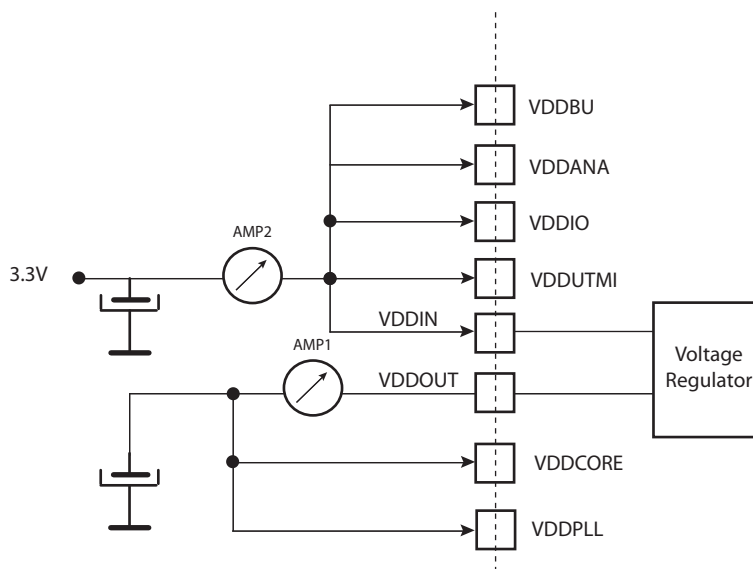 VDDBU
VDDANA
AMP2
VDDIO
3.3V
VDDUTMI
VDDIN
AMP1
Voltage
Regulator
VDDOUT
VDDCORE
VDDPLL